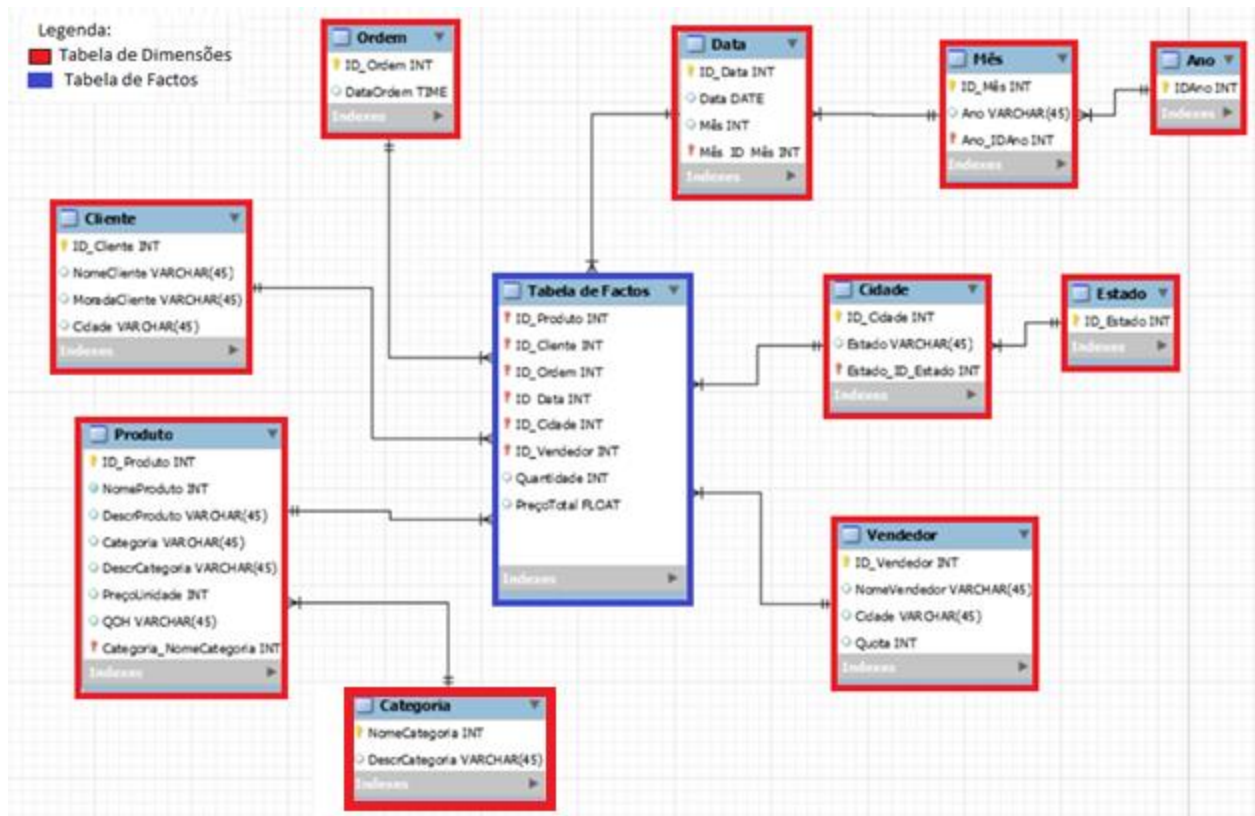 Legenda:
Tabela de Dimensões
Tabela de Factos
Ordem
ID_Ordem INT
DataOrdem TIME
Indexes
Data
ID_Data INT
Data DATE
Mês INT
Mês_ID_Mês INT
Indexes
Mês
ID_Mês INT
Ano VARCHAR(45)
Ano_IDAno INT
Indexes
Ano
IDAno INT
Indexes
Cliente
ID_Cliente INT
NomeCliente VARCHAR(45)
MoradaCliente VARCHAR(45)
Cidade VARCHAR(45)
Indexes
Tabela de Factos
ID_Produto INT
ID_Cliente INT
ID_Ordem INT
ID_Data INT
ID_Cidade INT
ID_Vendedor INT
Quantidade INT
PreçoTotal FLOAT
Indexes
Cidade
ID_Cidade INT
Estado VARCHAR(45)
Estado_ID_Estado INT
Indexes
Estado
ID_Estado INT
Indexes
Produto
ID_Produto INT
NomeProduto INT
DescrProduto VARCHAR(45)
Categoria VARCHAR(45)
DescrCategoria VARCHAR(45)
PreçoUnidade INT
QOH VARCHAR(45)
Categoria_NomeCategoria INT
Indexes
Vendedor
ID_Vendedor INT
NomeVendedor VARCHAR(45)
Cidade VARCHAR(45)
Quota INT
Indexes
Categoria
NomeCategoria INT
DescrCategoria VARCHAR(45)
Indexes